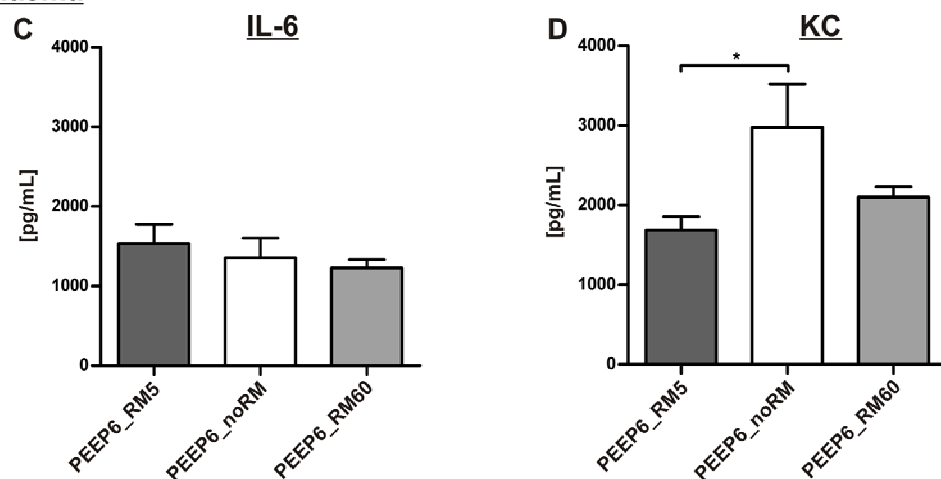 C
IL-6
4000
3000
2000
1000
0
[pg/mL]
PEEP6_RM5
PEEP6_noRM
PEEP6_RM60
D
KC
*
4000
3000
2000
1000
0
[pg/mL]
PEEP6_RM5
PEEP6_noRM
PEEP6_RM60